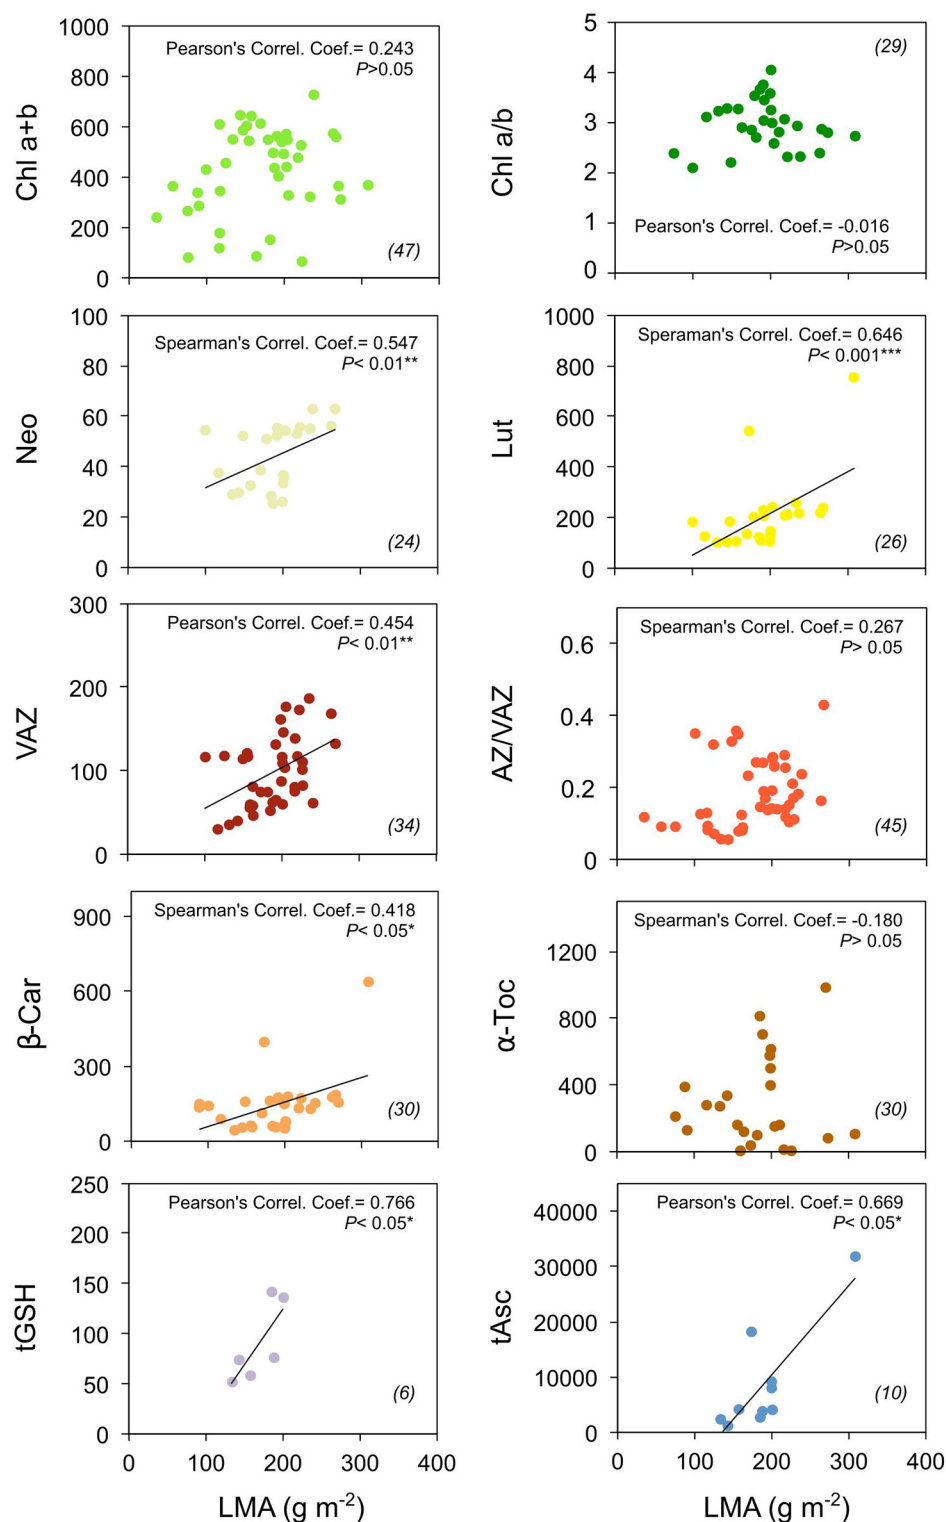 1000
800
600
400
200
0
Chl a+b
Pearson's Correl. Coef.= 0.243
P>0.05
(47)
5
4
3
2
1
0
Chl a/b
(29)
Pearson's Correl. Coef.= -0.016
P>0.05
100
80
60
40
20
0
Neo
Spearman's Correl. Coef.= 0.547
P< 0.01**
(24)
1000
800
600
400
200
0
Lut
Speraman's Correl. Coef.= 0.646
P< 0.001***
(26)
300
200
100
0
VAZ
Pearson's Correl. Coef.= 0.454
P< 0.01**
(34)
0.6
0.4
0.2
0
AZ/VAZ
Spearman's Correl. Coef.= 0.267
P> 0.05
(45)
900
600
300
0
β-Car
Spearman's Correl. Coef.= 0.418
P< 0.05*
(30)
1200
800
400
0
α-Toc
Spearman's Correl. Coef.= -0.180
P> 0.05
(30)
250
200
150
100
50
0
tGSH
Pearson's Correl. Coef.= 0.766
P< 0.05*
(6)
0 100 200 300 400
LMA (g m⁻²)
40000
30000
20000
10000
0
tAsc
Pearson's Correl. Coef.= 0.669
P< 0.05*
(10)
0 100 200 300 400
LMA (g m⁻²)